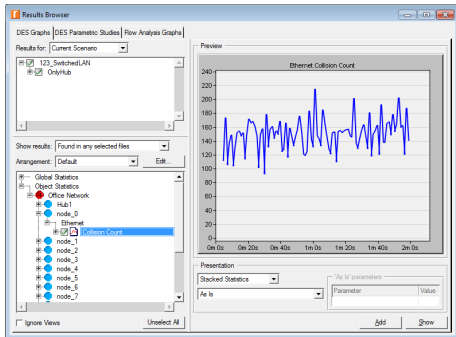 Results Browser
DES Graphs DES Parametric Studies Flow Analysis Graphs
Results for: Current Scenario
123_SwitchedLAN
OnlyHub
Show results: Found in any selected files
Arrangement: Default Edit...
Global Statistics
Object Statistics
Office Network
Hub1
node_0
Ethernet
Collision Count
node_1
node_2
node_3
node_4
node_5
node_6
node_7
Ignore Views Unselect All
Preview
Ethernet.Collision Count
240
220
200
180
160
140
120
100
80
60
40
20
0
0m 0s 0m 20s 0m 40s 1m 0s 1m 20s 1m 40s 2m 0s
Presentation
Stacked Statistics
As Is
'As Is' parameters
Parameter Value
Add Show